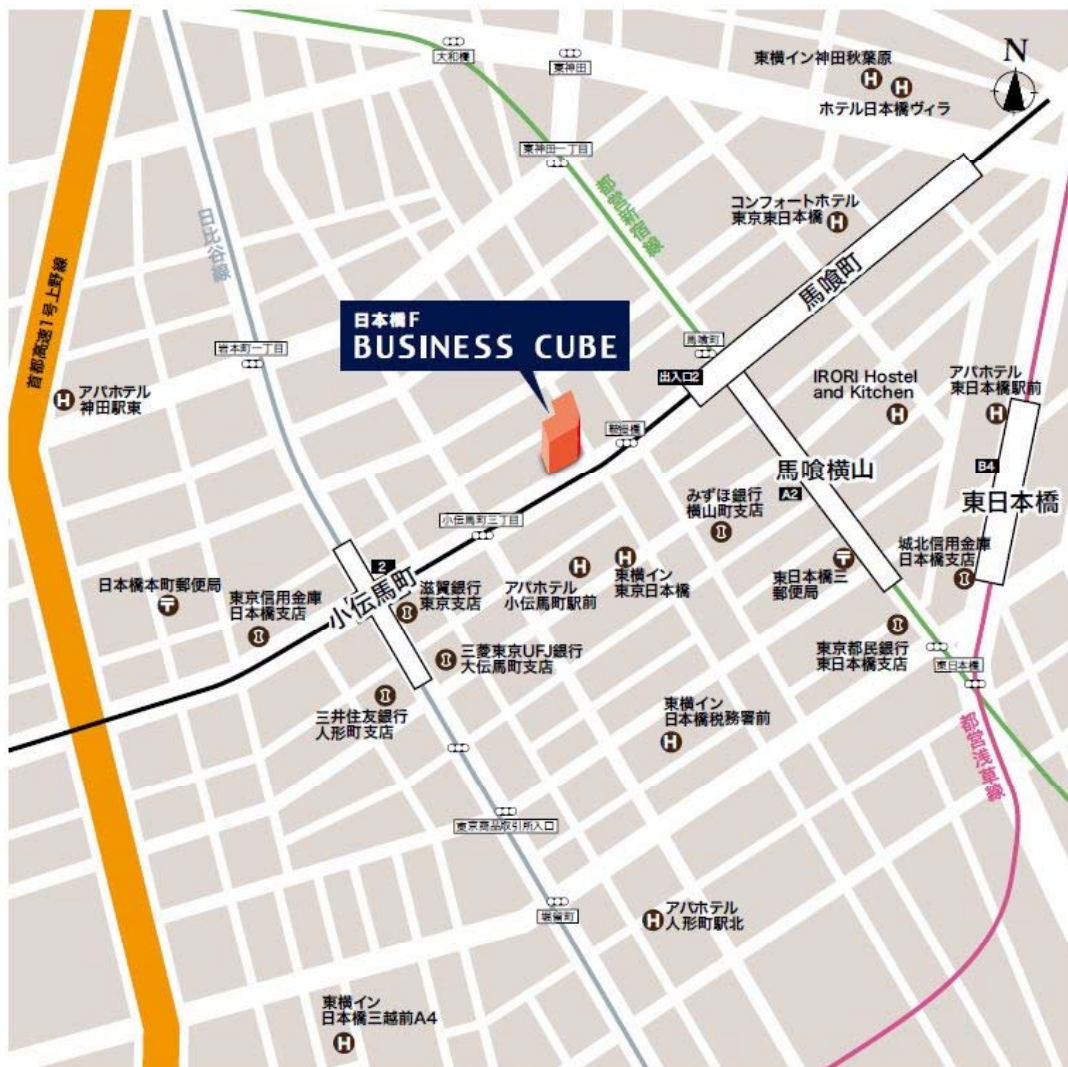 大和橋
東神田
東横イン神田秋葉原
ホテル日本橋ヴィラ
N
東神田一丁目
都営新宿線
日比谷線
コンフォートホテル
東京東日本橋
馬喰町
首都高速1号上野線
日本橋F
BUSINESS CUBE
岩本町一丁目
馬喰町
出入口2
アパホテル
神田駅東
IRORI Hostel
and Kitchen
アパホテル
東日本橋駅前
鞍掛橋
馬喰横山
A2
B4
東日本橋
みずほ銀行
横山町支店
小伝馬町三丁目
城北信用金庫
日本橋支店
2
小伝馬町
日本橋本町郵便局
東京信用金庫
日本橋支店
滋賀銀行
東京支店
アパホテル
小伝馬町駅前
東横イン
東京日本橋
東日本橋三
郵便局
三菱東京UFJ銀行
大伝馬町支店
東京都民銀行
東日本橋支店
東日本橋
三井住友銀行
人形町支店
東横イン
日本橋税務署前
都営浅草線
東京商品取引所入口
堀留町
アパホテル
人形町駅北
東横イン
日本橋三越前A4